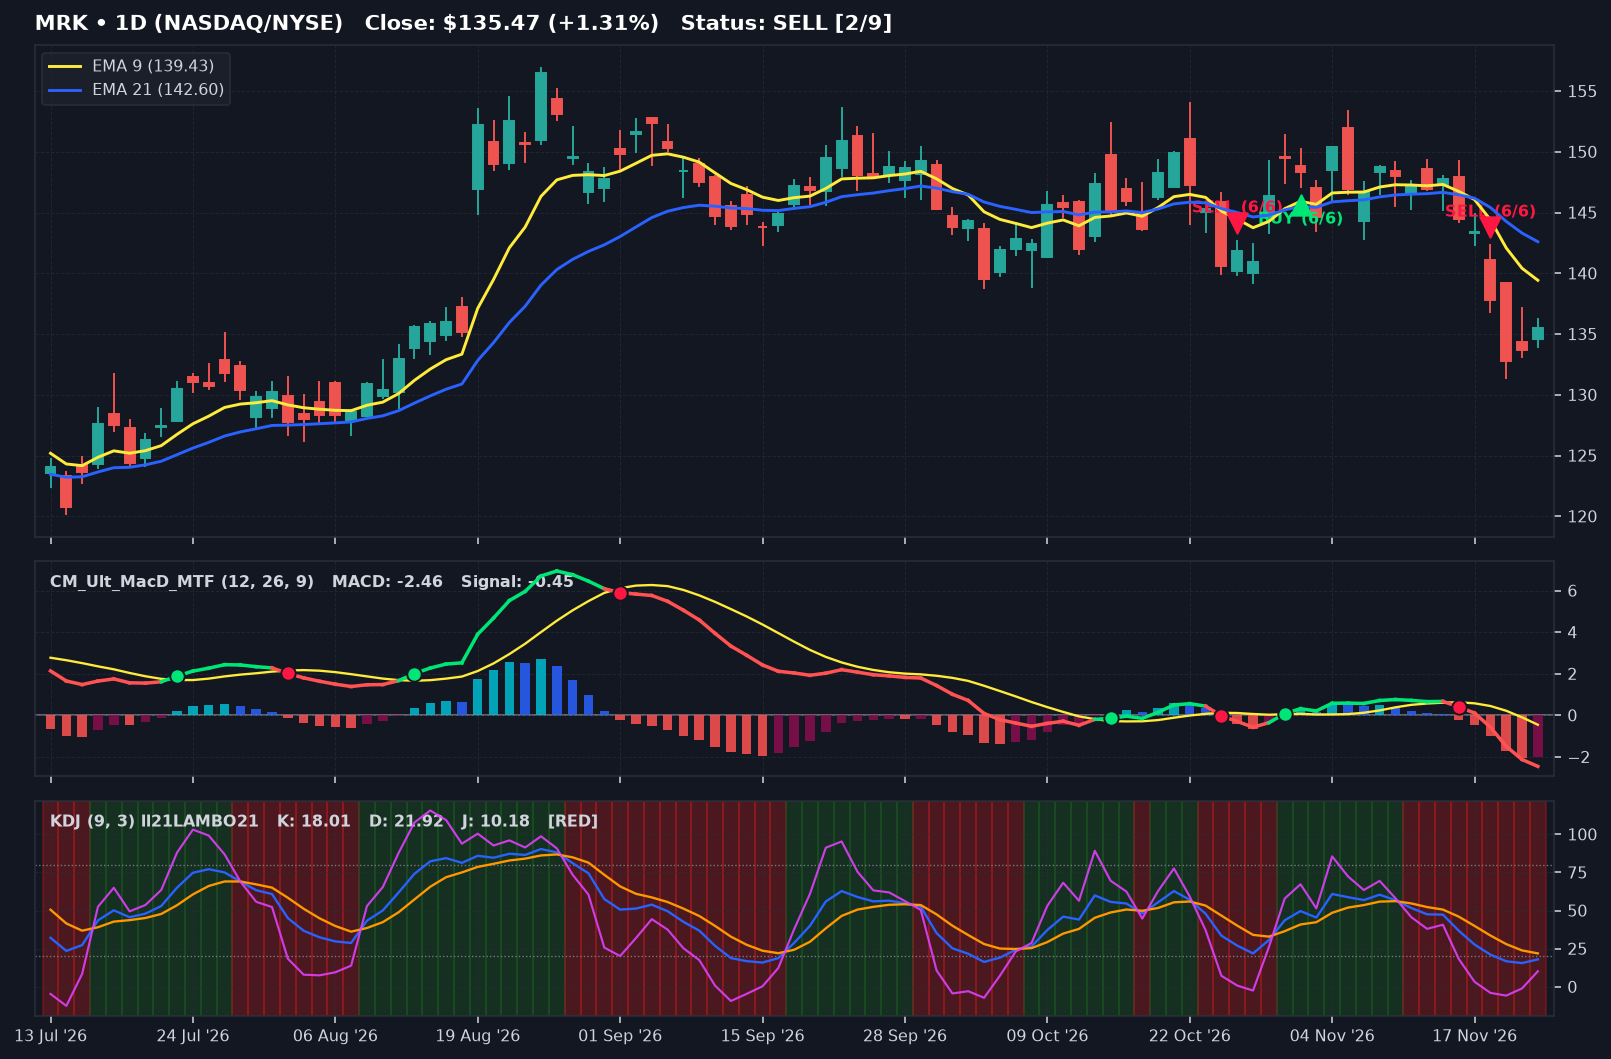 MRK • 1D (NASDAQ/NYSE)   Close: $135.47 (+1.31%)   Status: SELL [2/9]
EMA 9 (139.43)
EMA 21 (142.60)
155
150
145
140
135
130
125
120
SELL (6/6)
BUY (6/6)
SELL (6/6)
CM_Ult_MacD_MTF (12, 26, 9)   MACD: -2.46   Signal: -0.45
6
4
2
0
−2
KDJ (9, 3) II21LAMBO21   K: 18.01   D: 21.92   J: 10.18   [RED]
100
75
50
25
0
13 Jul '26
24 Jul '26
06 Aug '26
19 Aug '26
01 Sep '26
15 Sep '26
28 Sep '26
09 Oct '26
22 Oct '26
04 Nov '26
17 Nov '26